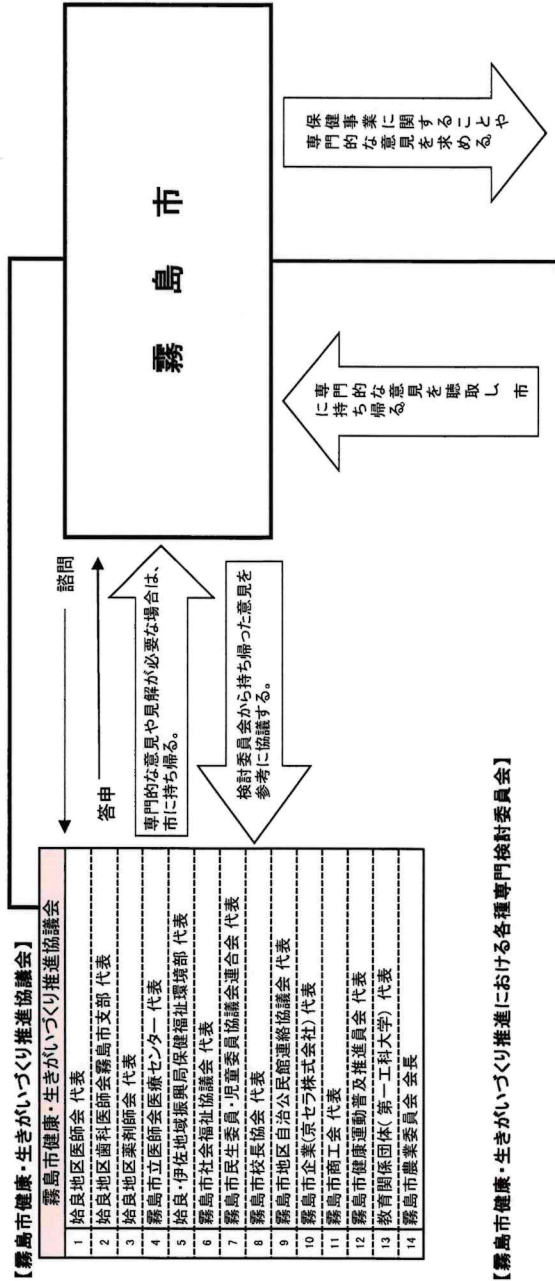 【霧島市健康・生きがいづくり推進協議会】
霧島市健康・生きがいづくり推進協議会
1 姶良地区医師会 代表
2 姶良地区歯科医師会霧島市支部 代表
3 姶良地区薬剤師会 代表
4 霧島市立医師会医療センター 代表
5 姶良・伊佐地域振興局保健福祉環境部 代表
6 霧島市社会福祉協議会 代表
7 霧島市民生委員・児童委員協議会連合会 代表
8 霧島市校長協会 代表
9 霧島市地区自治公民館連絡協議会 代表
10 霧島市企業(京セラ株式会社) 代表
11 霧島市商工会 代表
12 霧島市健康運動普及推進員会 代表
13 教育関係団体(第一工科大学) 代表
14 霧島市農業委員会 会長
諮問
答申
専門的な意見や見解が必要な場合は、
市に持ち帰る。
検討委員会から持ち帰った意見を
参考に協議する。
霧島市
専門的な意見を聴取し、市
に持ち帰る。
保健事業に関することや
専門的な意見を求める。
【霧島市健康・生きがいづくり推進における各種専門検討委員会】